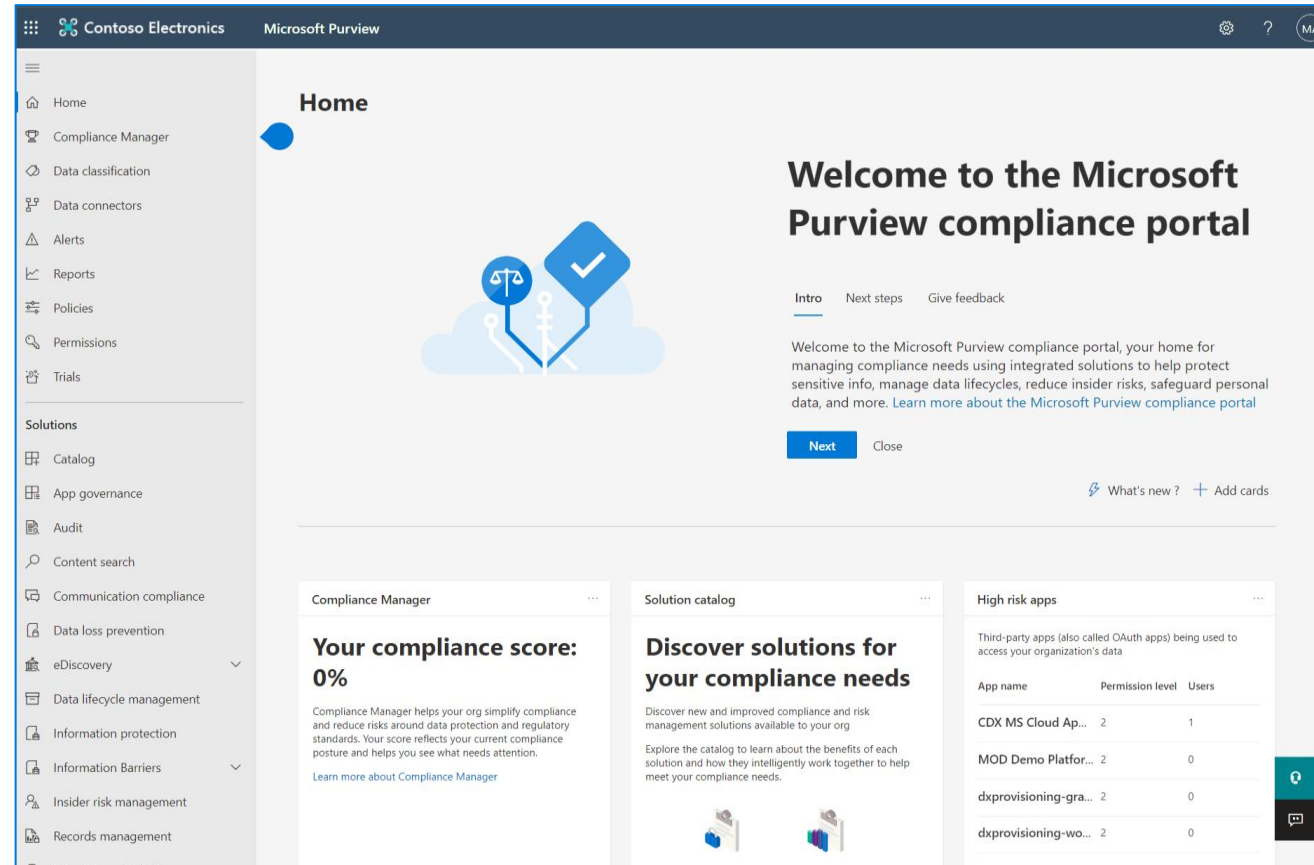 Contoso Electronics
Microsoft Purview
?
MA
Home
Compliance Manager
Data classification
Data connectors
Alerts
Reports
Policies
Permissions
Trials
Solutions
Catalog
App governance
Audit
Content search
Communication compliance
Data loss prevention
eDiscovery
Data lifecycle management
Information protection
Information Barriers
Insider risk management
Records management
Home
Welcome to the Microsoft
Purview compliance portal
Intro Next steps Give feedback
Welcome to the Microsoft Purview compliance portal, your home for
managing compliance needs using integrated solutions to help protect
sensitive info, manage data lifecycles, reduce insider risks, safeguard personal
data, and more. Learn more about the Microsoft Purview compliance portal
Next Close
What's new ? + Add cards
Compliance Manager ...
Your compliance score:
0%
Compliance Manager helps your org simplify compliance
and reduce risks around data protection and regulatory
standards. Your score reflects your current compliance
posture and helps you see what needs attention.
Learn more about Compliance Manager
Solution catalog ...
Discover solutions for
your compliance needs
Discover new and improved compliance and risk
management solutions available to your org
Explore the catalog to learn about the benefits of each
solution and how they intelligently work together to help
meet your compliance needs.
High risk apps ...
Third-party apps (also called OAuth apps) being used to
access your organization's data
App name Permission level Users
CDX MS Cloud Ap... 2 1
MOD Demo Platfor... 2 0
dxprovisioning-gra... 2 0
dxprovisioning-wo... 2 0